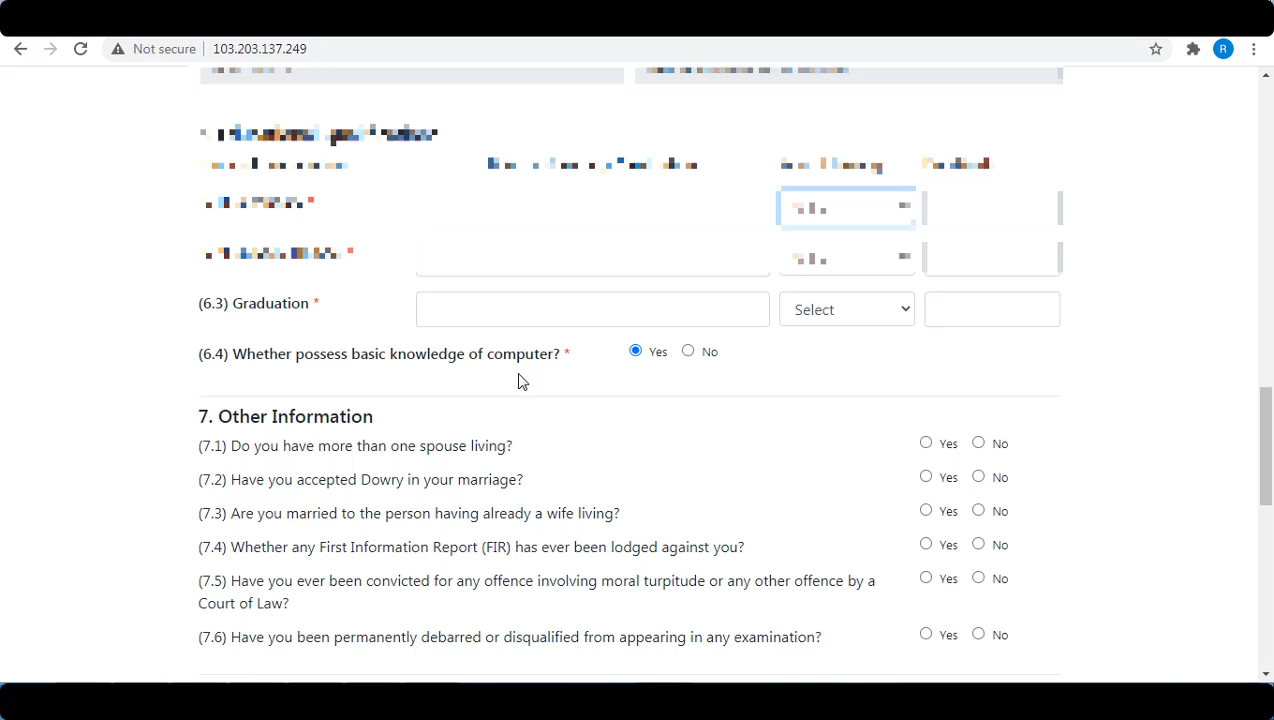 Not secure 103.203.137.249 R
(6.3) Graduation * Select
(6.4) Whether possess basic knowledge of computer? * Yes No
7. Other Information
(7.1) Do you have more than one spouse living? Yes No
(7.2) Have you accepted Dowry in your marriage? Yes No
(7.3) Are you married to the person having already a wife living? Yes No
(7.4) Whether any First Information Report (FIR) has ever been lodged against you? Yes No
(7.5) Have you ever been convicted for any offence involving moral turpitude or any other offence by a Yes No
Court of Law?
(7.6) Have you been permanently debarred or disqualified from appearing in any examination? Yes No